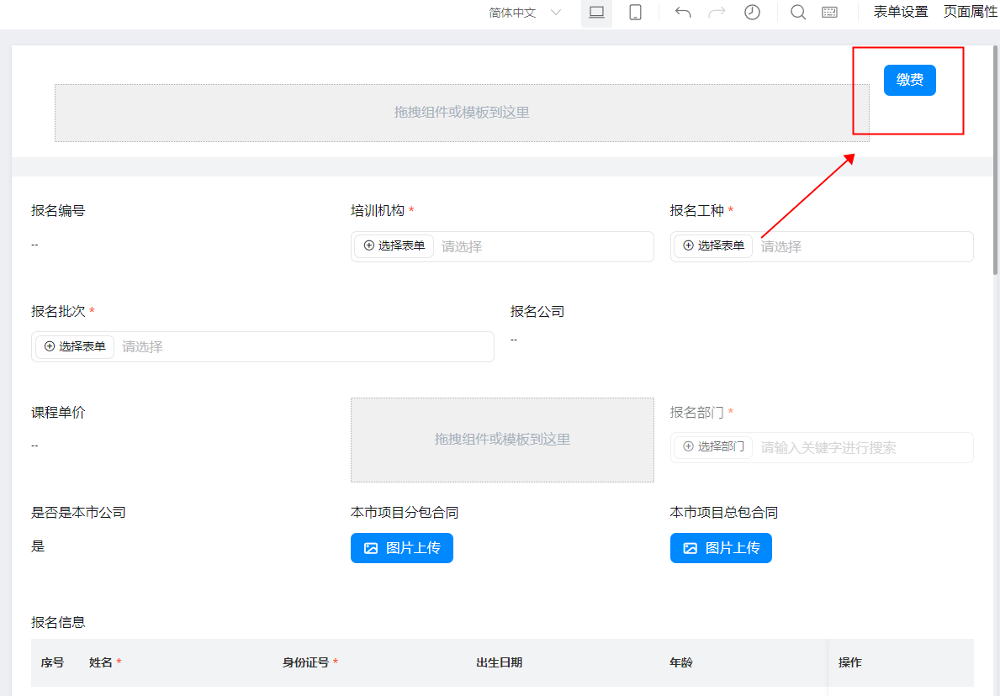 简体中文 表单设置 页面属性
缴费
拖拽组件或模板到这里
报名编号 培训机构 * 报名工种 *
-- 选择表单 请选择 选择表单 请选择
报名批次 * 报名公司
选择表单 请选择 --
课程单价 拖拽组件或模板到这里 报名部门 *
-- 选择部门 请输入关键字进行搜索
是否是本市公司 本市项目分包合同 本市项目总包合同
是 图片上传 图片上传
报名信息
序号 姓名 * 身份证号 * 出生日期 年龄 操作